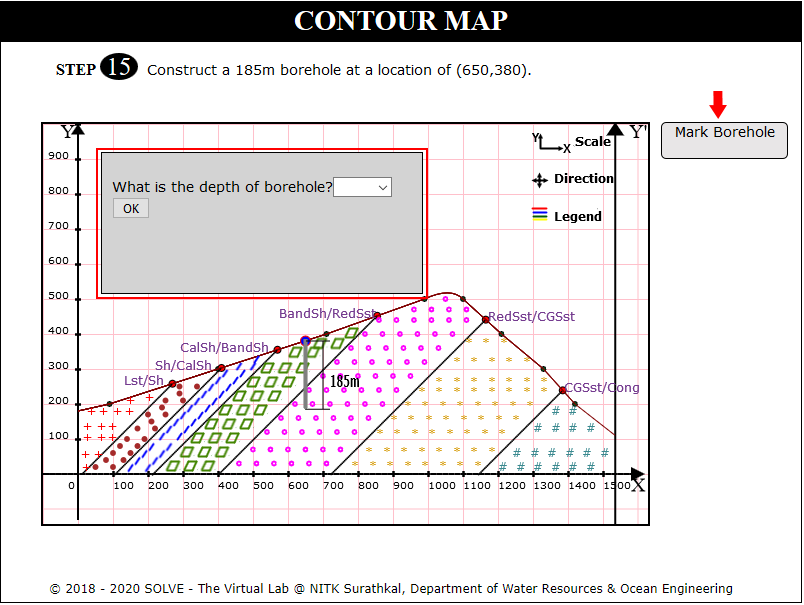 CONTOUR MAP
STEP 15 Construct a 185m borehole at a location of (650,380).
Mark Borehole
Y
Y'
Y X Scale
Direction
Legend
What is the depth of borehole?
OK
900
800
700
600
500
400
300
200
100
BandSh/RedSst
RedSst/CGSst
CalSh/BandSh
Sh/CalSh
Lst/Sh
185m
CGSst/Cong
0 100 200 300 400 500 600 700 800 900 1000 1100 1200 1300 1400 1500 X
© 2018 - 2020 SOLVE - The Virtual Lab @ NITK Surathkal, Department of Water Resources & Ocean Engineering